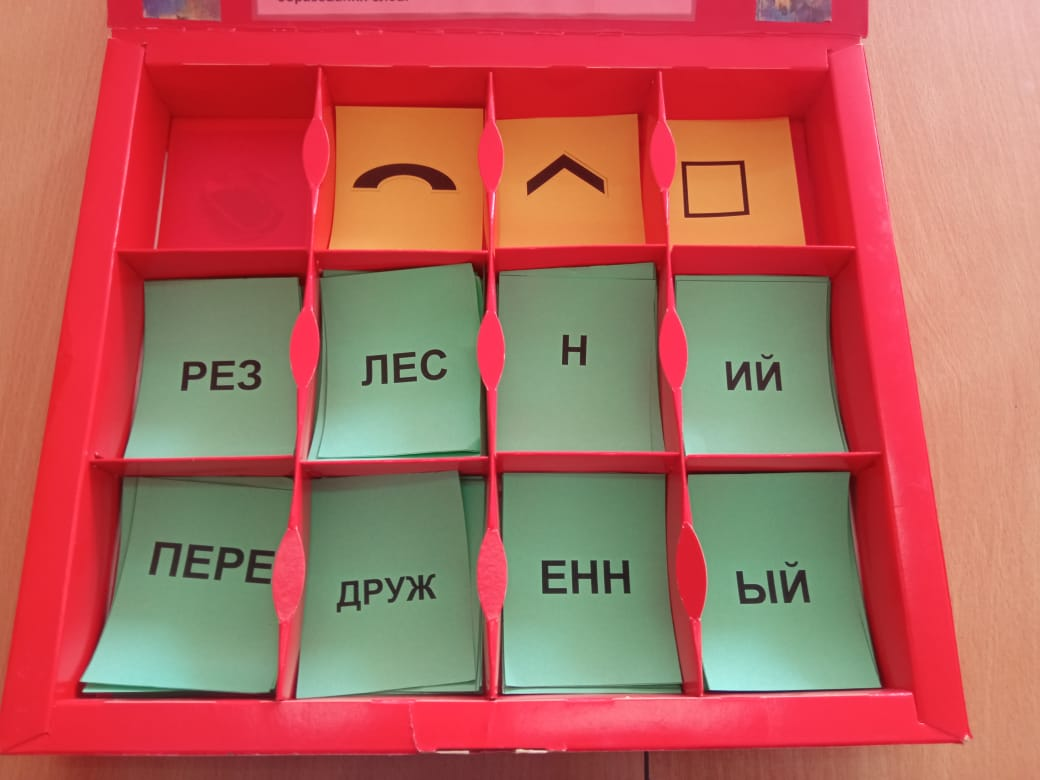 РЕЗ
ЛЕС
Н
ИЙ
ПЕРЕ
ДРУЖ
ЕНН
ЫЙ